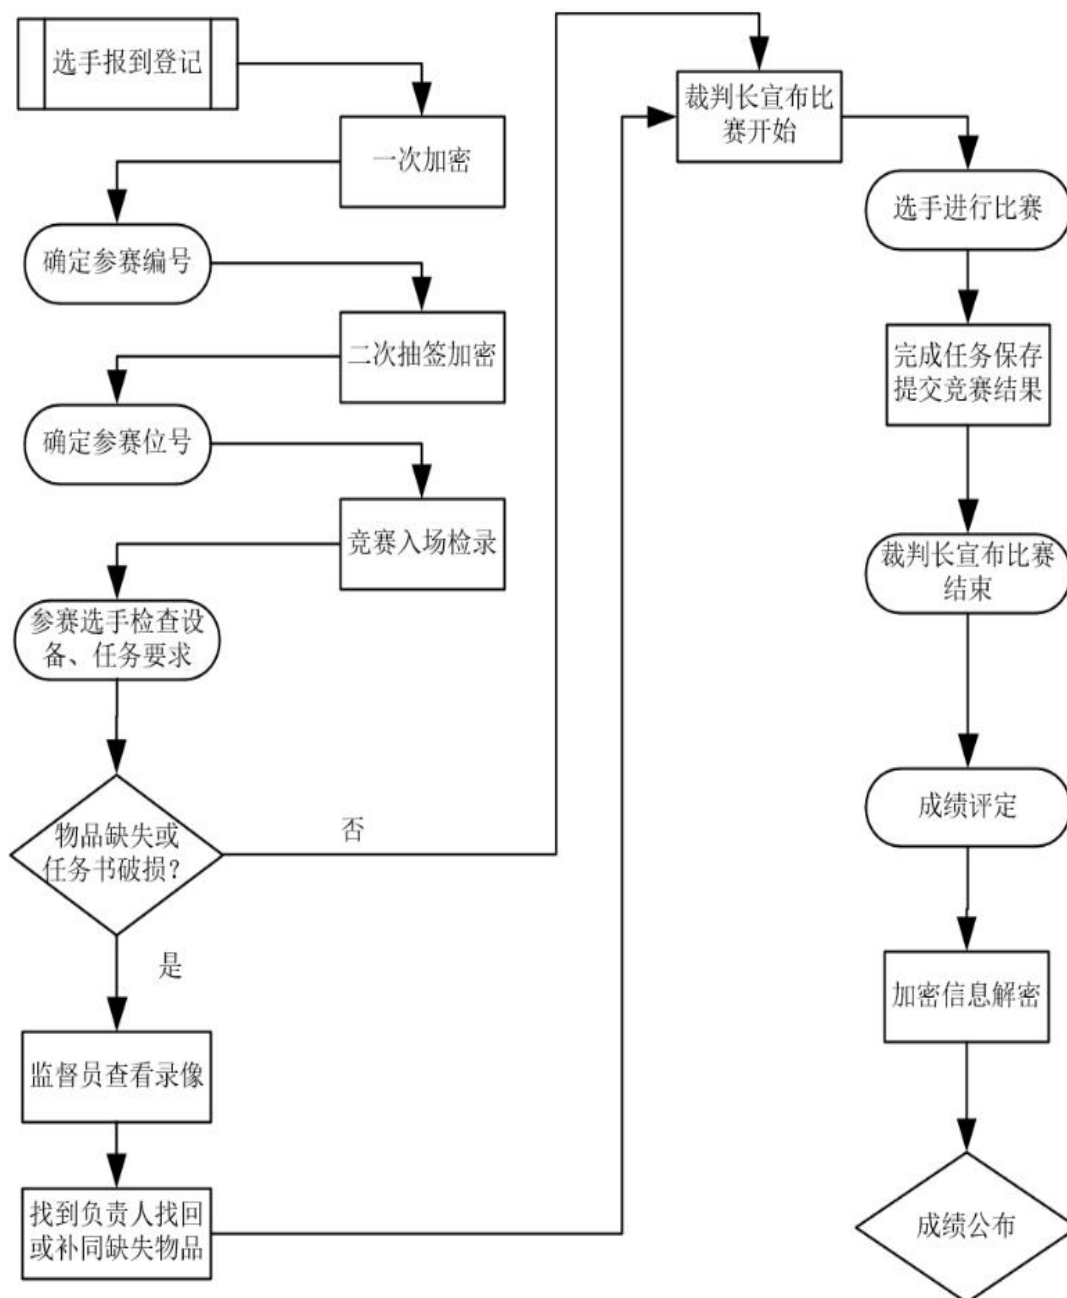 选手报到登记
一次加密
确定参赛编号
二次抽签加密
确定参赛位号
竞赛入场检录
参赛选手检查设
备、任务要求
物品缺失或
任务书破损？
否
是
监督员查看录像
找到负责人找回
或补同缺失物品
裁判长宣布比
赛开始
选手进行比赛
完成任务保存
提交竞赛结果
裁判长宣布比赛
结束
成绩评定
加密信息解密
成绩公布